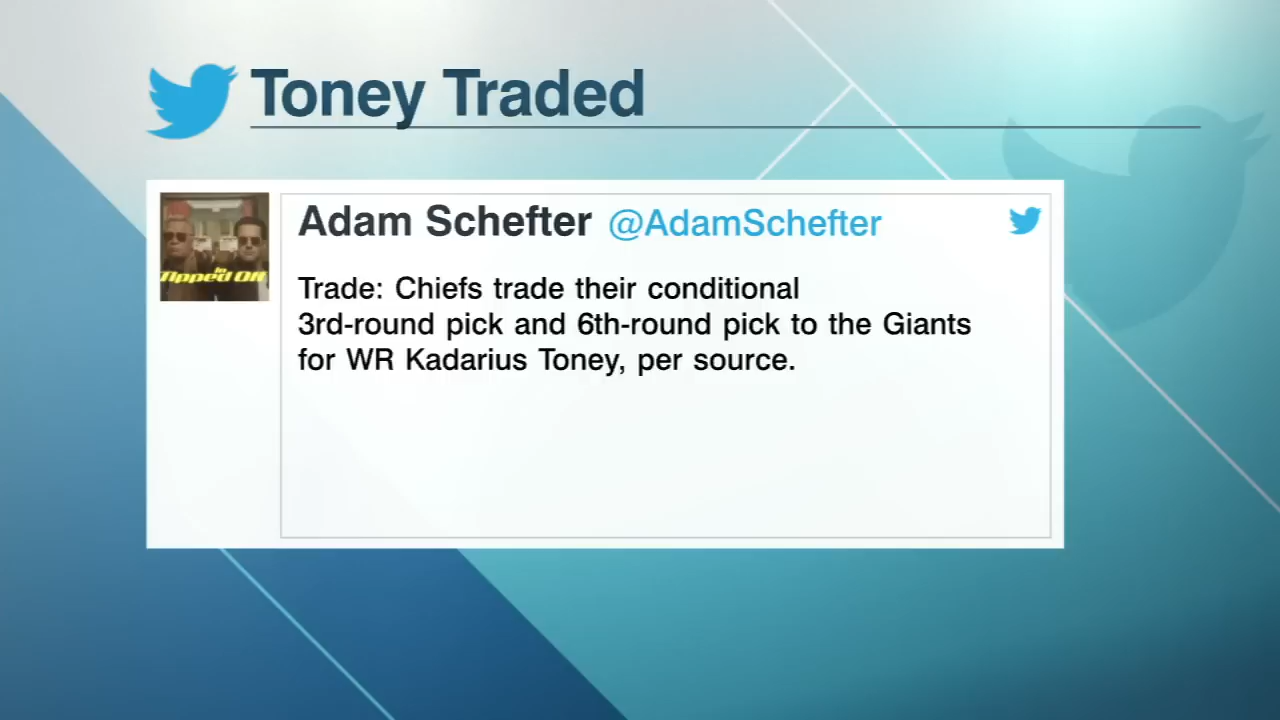 Toney Traded
Adam Schefter @AdamSchefter
Trade: Chiefs trade their conditional
3rd-round pick and 6th-round pick to the Giants
for WR Kadarius Toney, per source.